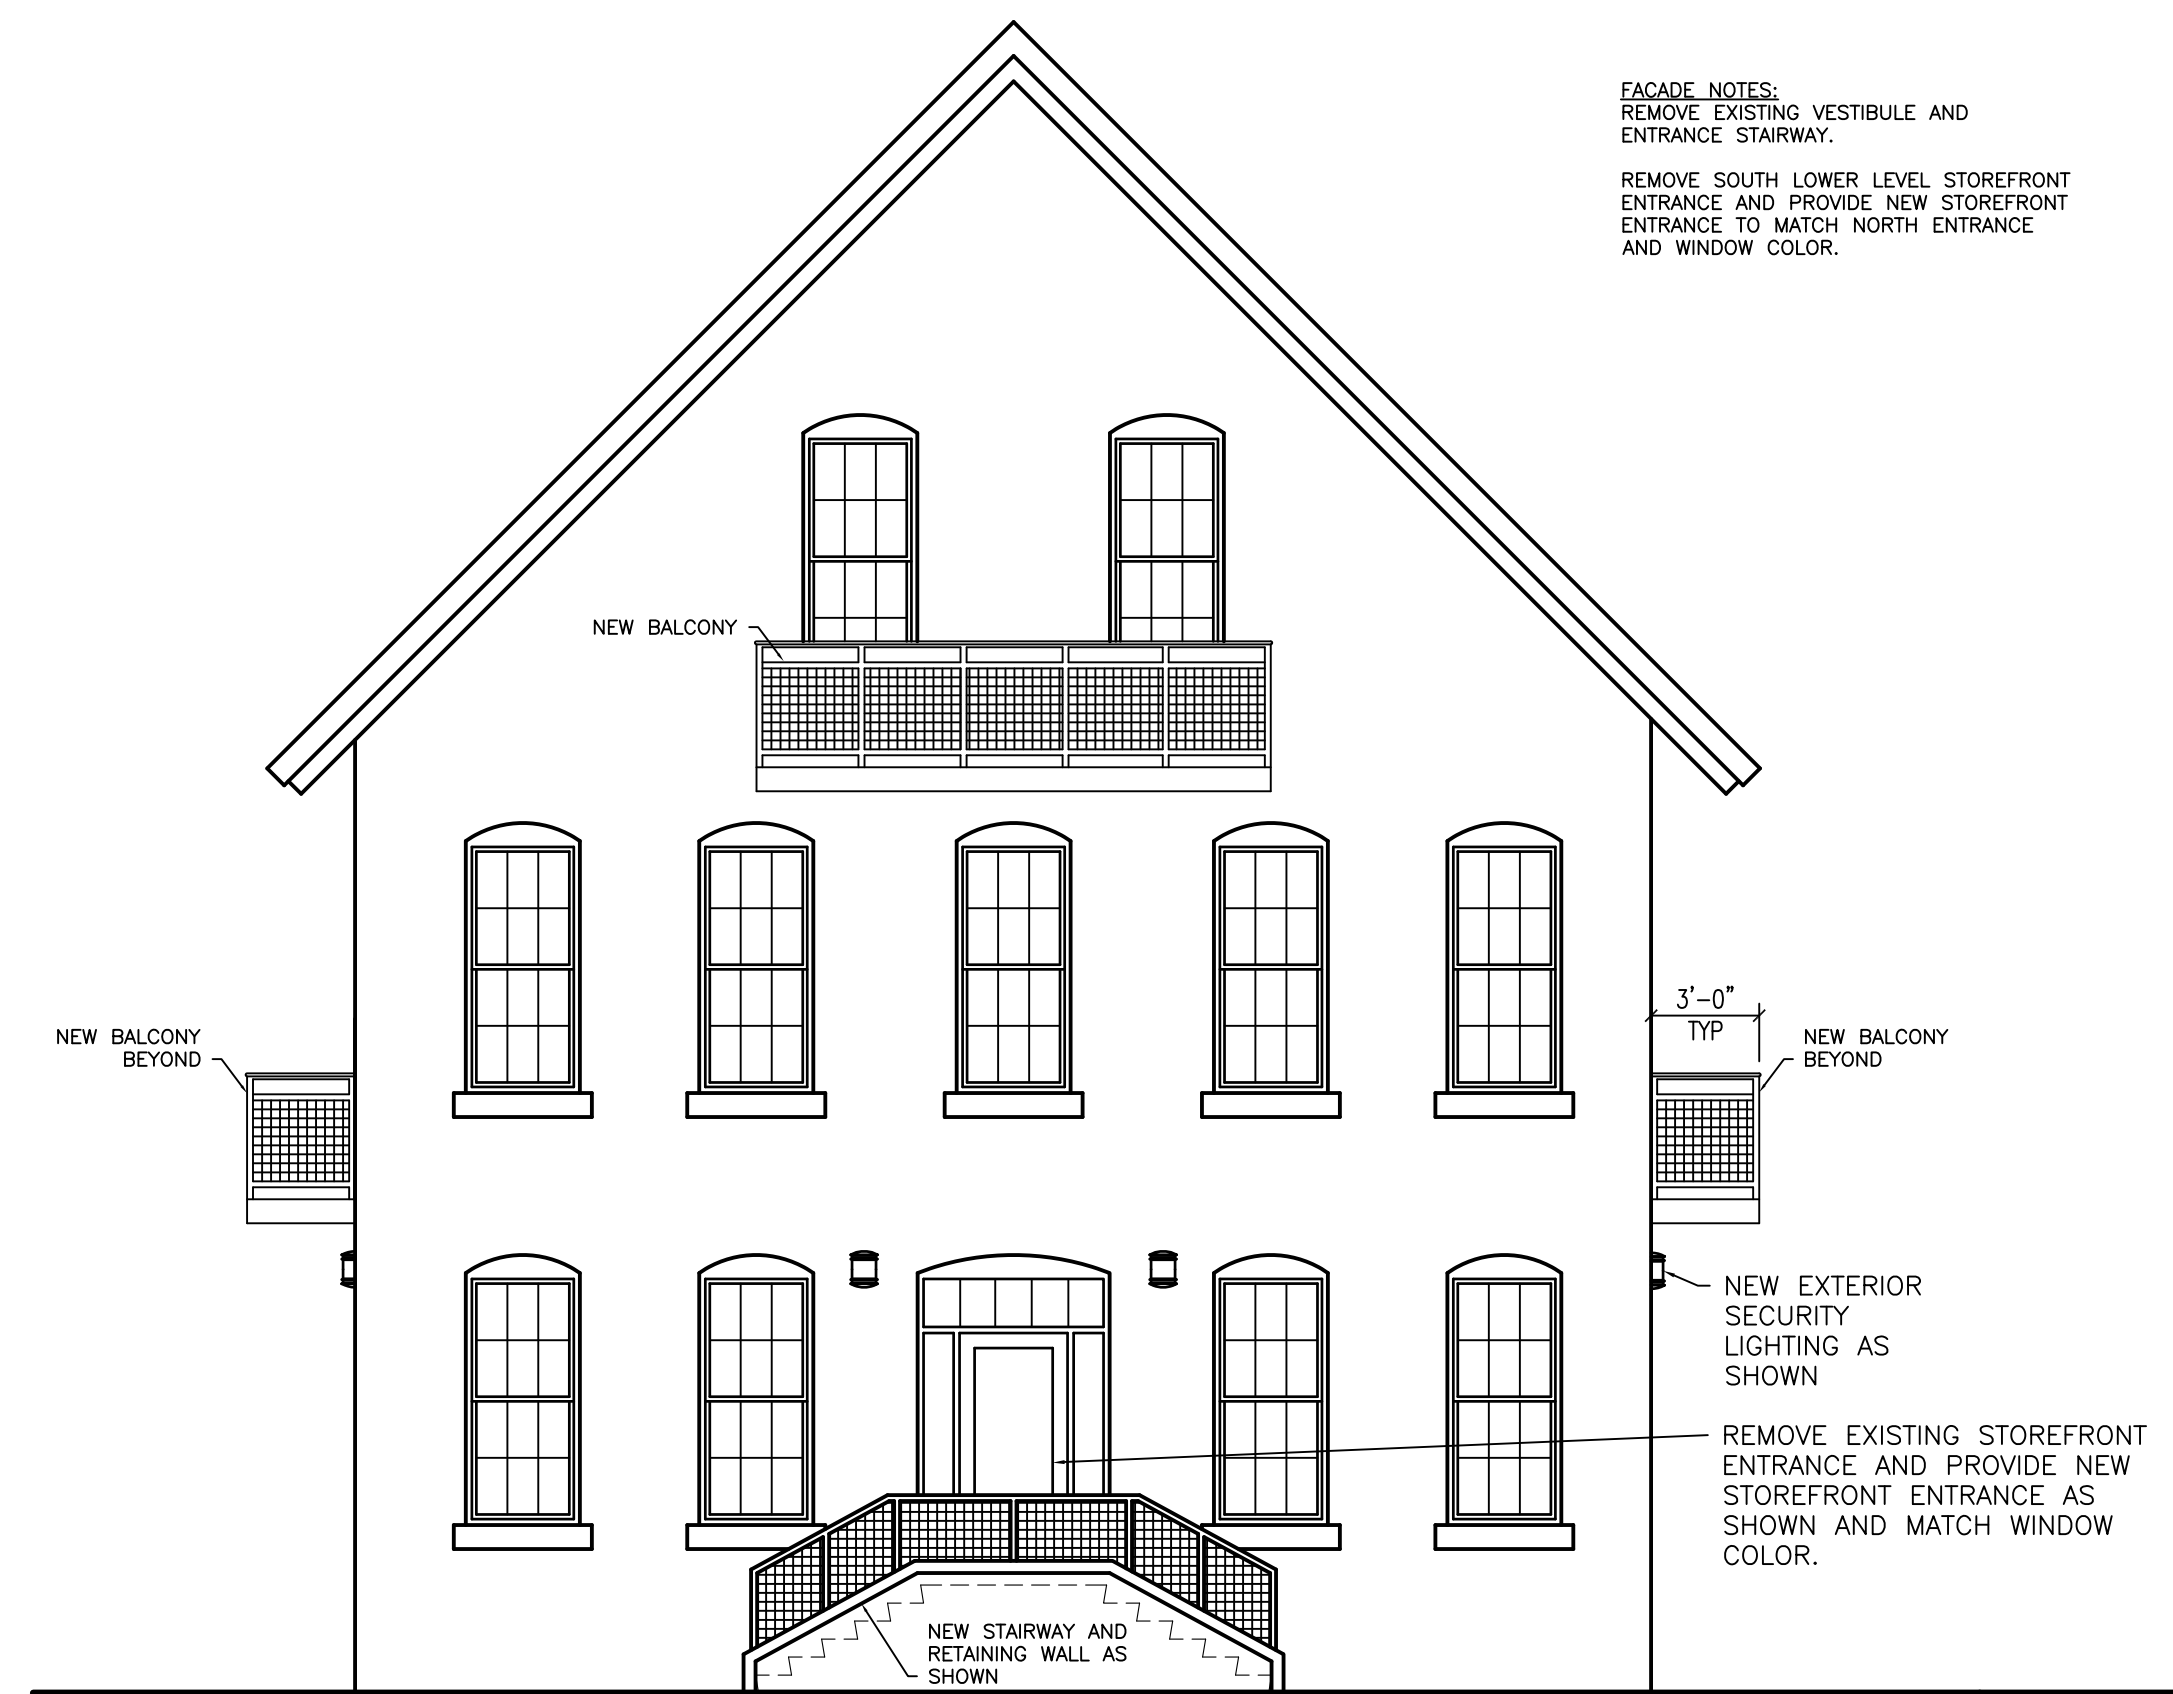 FACADE NOTES:
REMOVE EXISTING VESTIBULE AND
ENTRANCE STAIRWAY.
REMOVE SOUTH LOWER LEVEL STOREFRONT
ENTRANCE AND PROVIDE NEW STOREFRONT
ENTRANCE TO MATCH NORTH ENTRANCE
AND WINDOW COLOR.
NEW BALCONY
NEW BALCONY
BEYOND
3'-0"
TYP
NEW BALCONY
BEYOND
NEW EXTERIOR
SECURITY
LIGHTING AS
SHOWN
REMOVE EXISTING STOREFRONT
ENTRANCE AND PROVIDE NEW
STOREFRONT ENTRANCE AS
SHOWN AND MATCH WINDOW
COLOR.
NEW STAIRWAY AND
RETAINING WALL AS
SHOWN